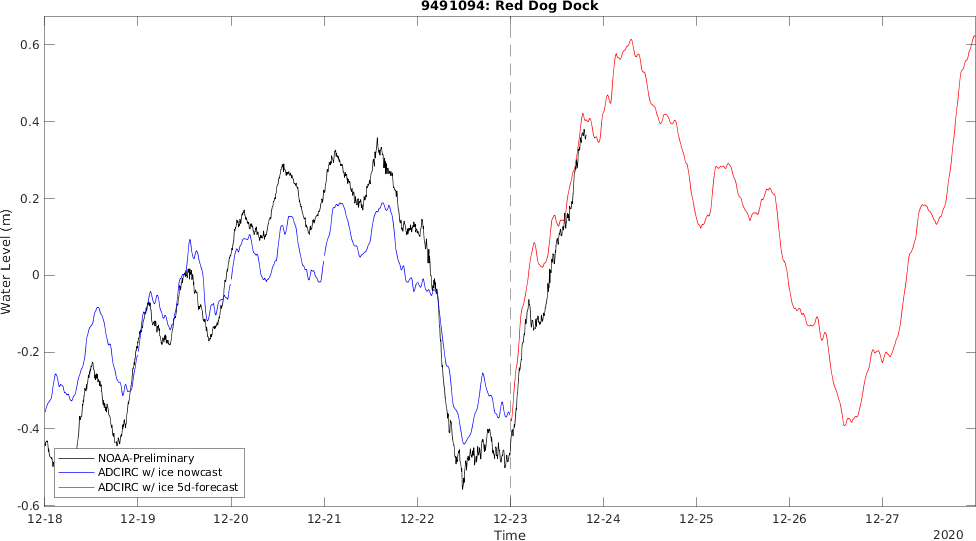 9491094: Red Dog Dock
Water Level (m)
0.6
0.4
0.2
0
-0.2
-0.4
-0.6
NOAA-Preliminary
ADCIRC w/ ice nowcast
ADCIRC w/ ice 5d-forecast
12-18 12-19 12-20 12-21 12-22 12-23 12-24 12-25 12-26 12-27
Time
2020